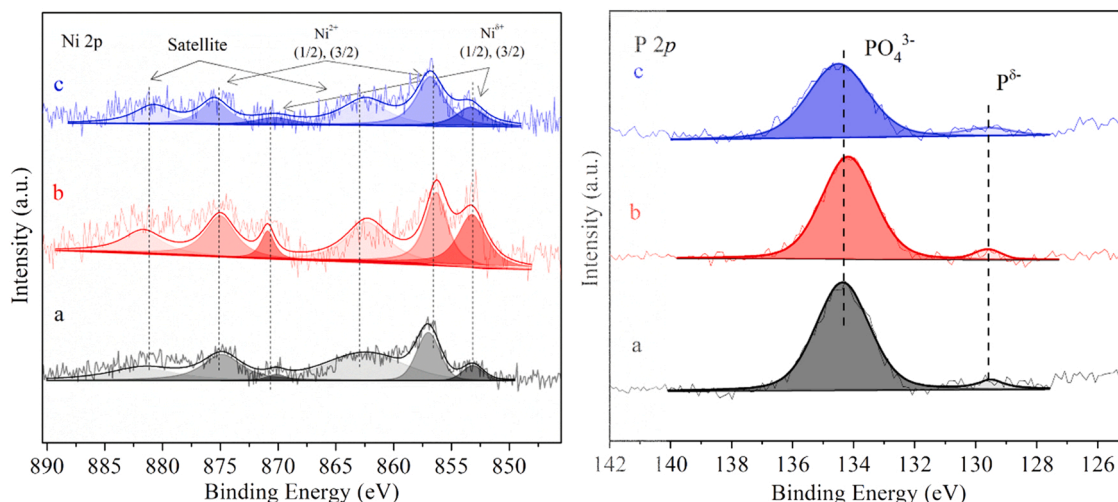 Ni 2p
Satellite
Ni²⁺
(1/2), (3/2)
Ni^δ+
(1/2), (3/2)
c
b
a
Intensity (a.u.)
890 885 880 875 870 865 860 855 850
Binding Energy (eV)
P 2p
PO₄³⁻
P^δ-
c
b
a
Intensity (a.u.)
142 140 138 136 134 132 130 128 126
Binding Energy (eV)